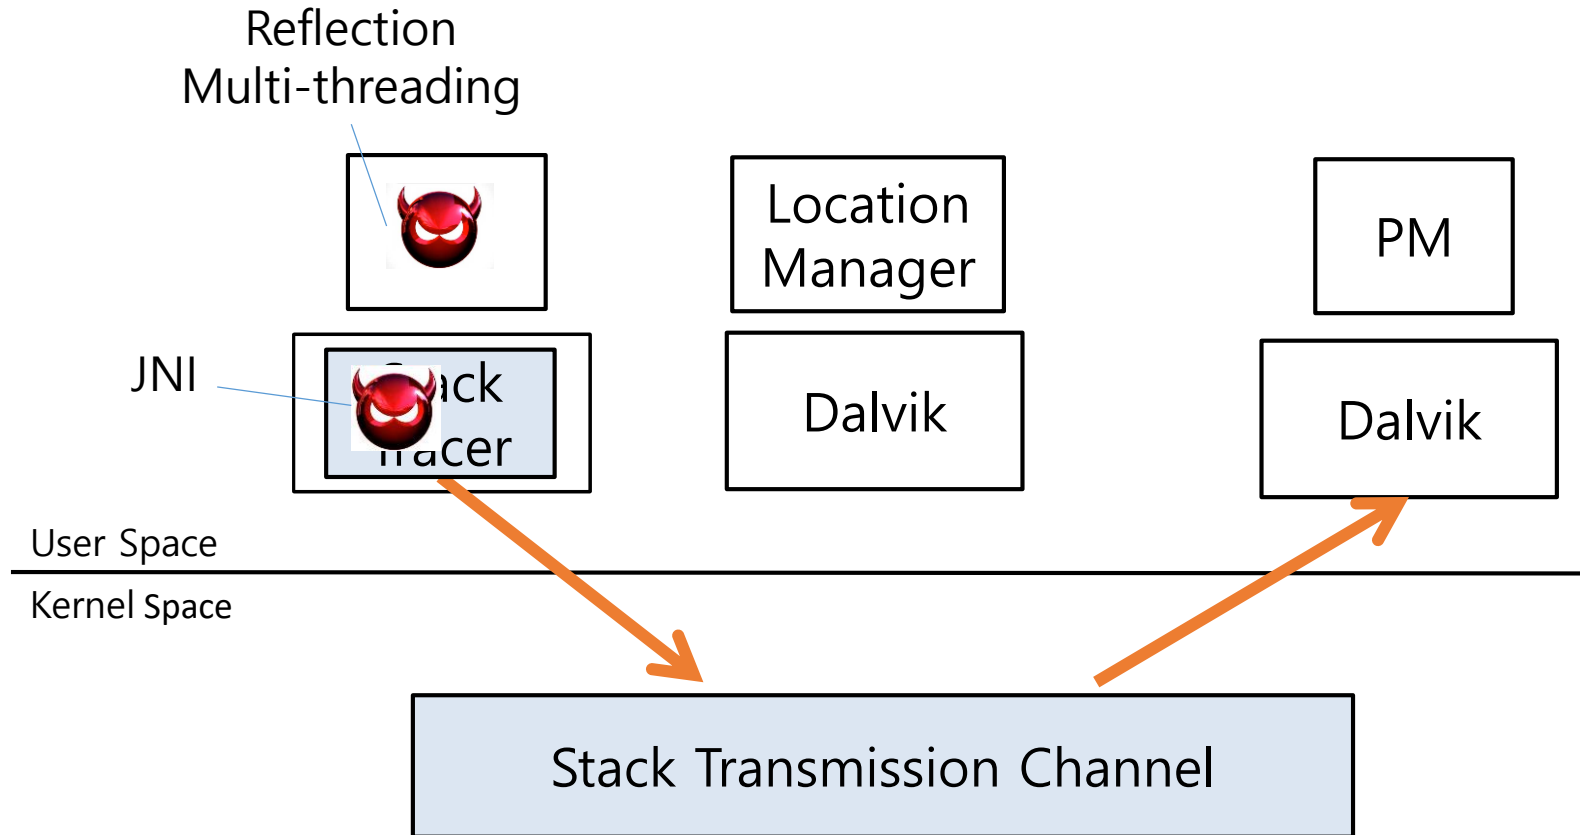 Reflection
Multi-threading
Location
Manager
PM
JNI
Dalvik
Dalvik
User Space
Kernel Space
Stack Transmission Channel